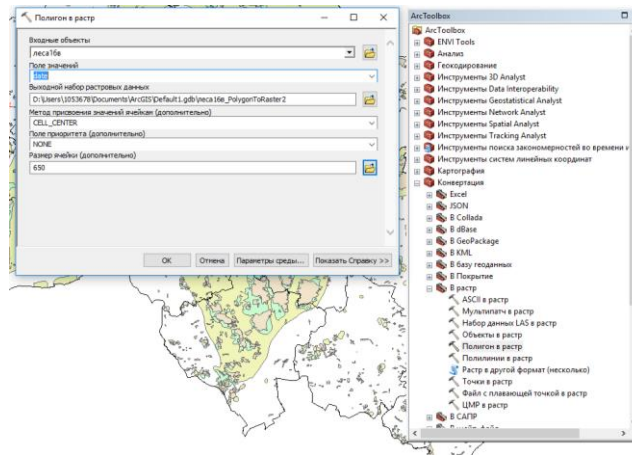 Полигон в растр
Входные объекты
леса16в
Поле значений
date
Выходной набор растровых данных
D:\Users\1053678\Documents\ArcGIS\Default1.gdb\леса16в_PolygonToRaster2
Метод присвоения значений ячейкам (дополнительно)
CELL_CENTER
Поле приоритета (дополнительно)
NONE
Размер ячейки (дополнительно)
650
OK
Отмена
Параметры среды...
Показать Справку >>
ArcToolbox
ArcToolbox
ENVI Tools
Анализ
Геокодирование
Инструменты 3D Analyst
Инструменты Data Interoperability
Инструменты Geostatistical Analyst
Инструменты Network Analyst
Инструменты Spatial Analyst
Инструменты Tracking Analyst
Инструменты поиска закономерностей во времени и
Инструменты систем линейных координат
Картография
Конвертация
Excel
JSON
В Collada
В dBase
В GeoPackage
В KML
В базу геоданных
В Покрытие
В растр
ASCII в растр
Мультипатч в растр
Набор данных LAS в растр
Объекты в растр
Полигон в растр
Полилинии в растр
Растр в другой формат (несколько)
Точки в растр
Файл с плавающей точкой в растр
ЦМР в растр
В САПР